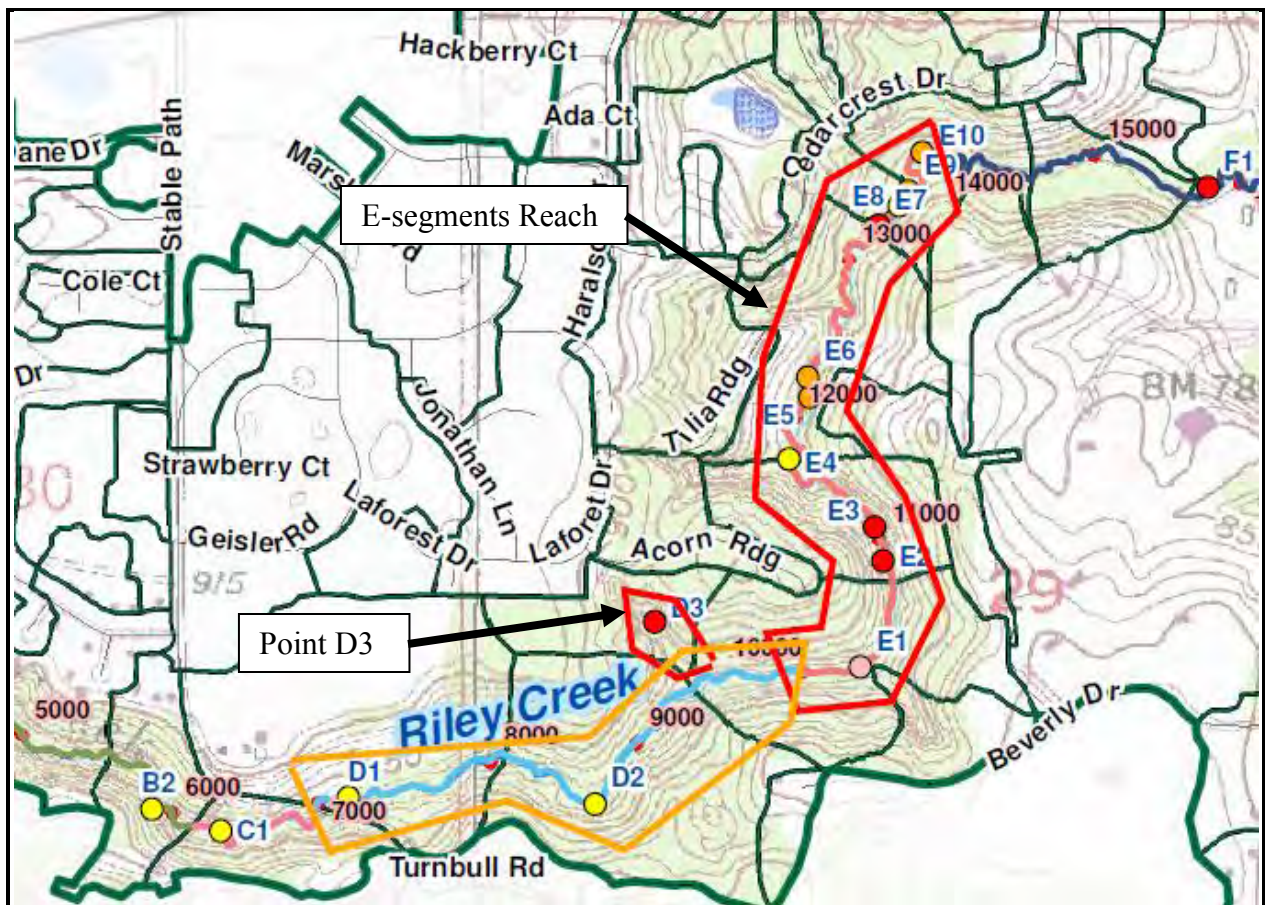 Hackberry Ct
Ada Ct
Cedarcrest Dr
15000
E10
E9
14000
F1
Stable Path
E-segments Reach
E8
E7
13000
Cole Ct
Dr
E6
12000
BM 78
Tilia Rdg
E5
Jonathan Ln
Strawberry Ct
E4
30
Laforet Dr
Laforest Dr
Geisler Rd
E3
11000
Acorn Rdg
E2
915
29
D3
Point D3
E1
Riley Creek
5000
9000
8000
Beverly Dr
B2
6000
D1
7000
D2
C1
Turnbull Rd